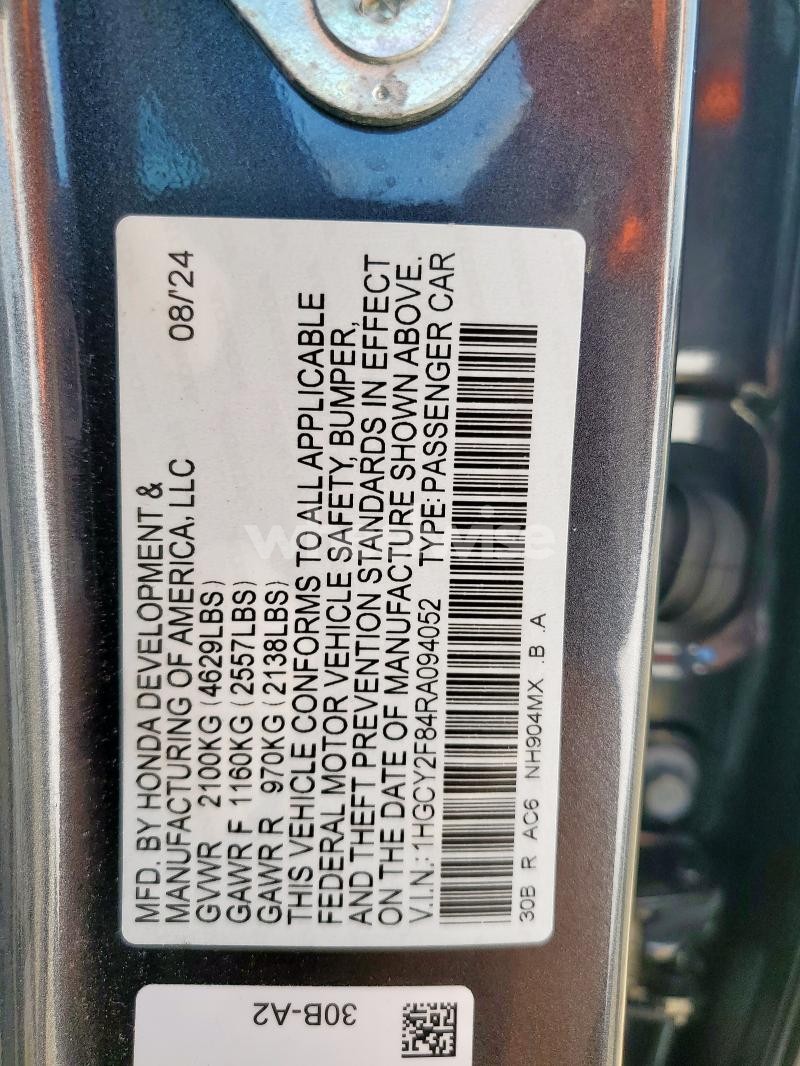 MFD. BY HONDA DEVELOPMENT &
MANUFACTURING OF AMERICA, LLC 08/'24
GVWR 2100KG (4629LBS)
GAWR F 1160KG (2557LBS)
GAWR R 970KG (2138LBS)
THIS VEHICLE CONFORMS TO ALL APPLICABLE
FEDERAL MOTOR VEHICLE SAFETY, BUMPER,
AND THEFT PREVENTION STANDARDS IN EFFECT
ON THE DATE OF MANUFACTURE SHOWN ABOVE.
V.I.N.: 1HGCY2F84RA094052 TYPE: PASSENGER CAR
30B R AC6 NH904MX .B .A
30B-A2